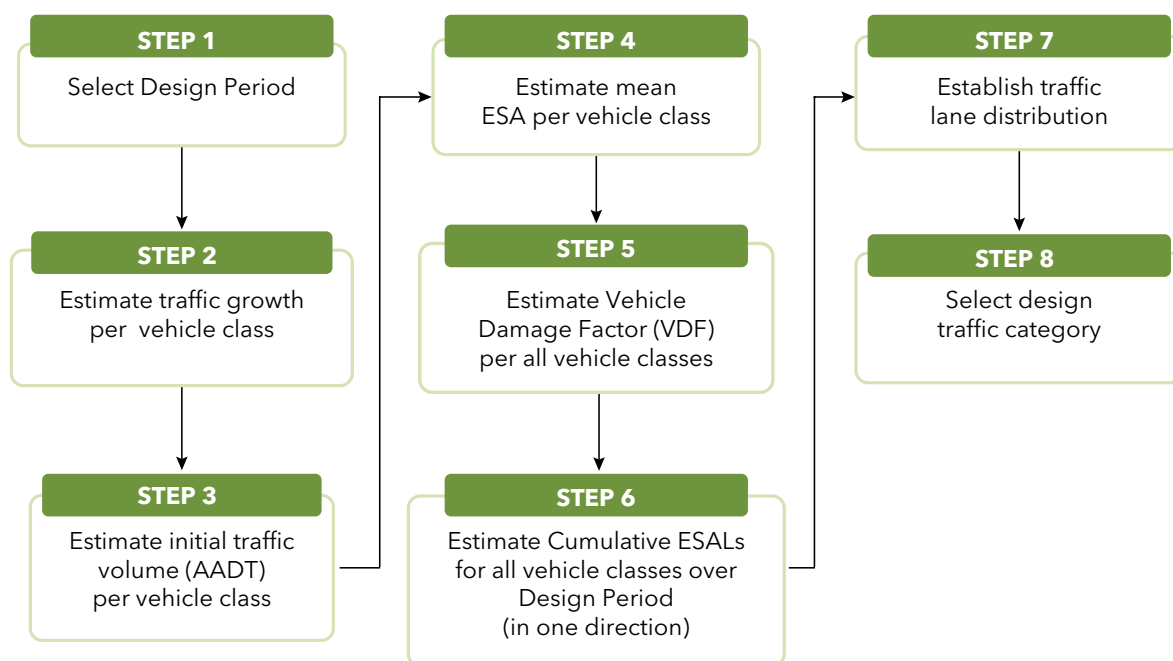 STEP 1
Select Design Period
STEP 2
Estimate traffic growth
per vehicle class
STEP 3
Estimate initial traffic
volume (AADT)
per vehicle class
STEP 4
Estimate mean
ESA per vehicle class
STEP 5
Estimate Vehicle
Damage Factor (VDF)
per all vehicle classes
STEP 6
Estimate Cumulative ESALs
for all vehicle classes over
Design Period
(in one direction)
STEP 7
Establish traffic
lane distribution
STEP 8
Select design
traffic category